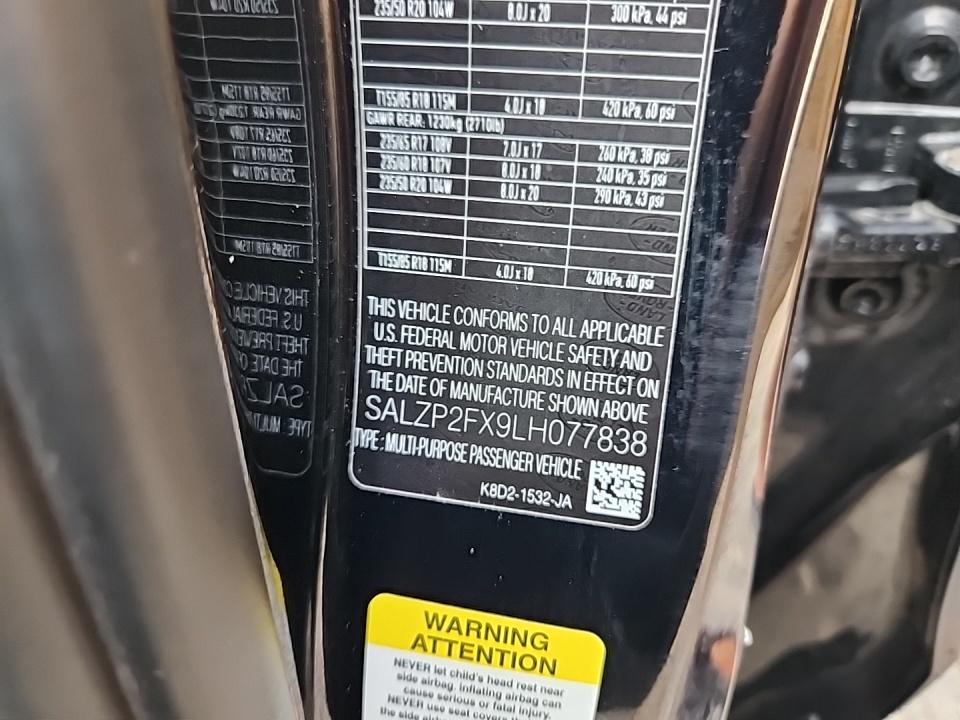 235/50 R20 104W 8.0J x 20 300 kPa, 44 psi
T155/85 R18 115M 4.0J x 18 420 kPa, 60 psi
GAWR REAR: 1230kg (2710lb)
235/65 R17 108V 7.0J x 17 260 kPa, 38 psi
235/60 R18 107V 8.0J x 18 240 kPa, 35 psi
235/50 R20 104W 8.0J x 20 290 kPa, 43 psi
T155/85 R18 115M 4.0J x 18 420 kPa, 60 psi
THIS VEHICLE CONFORMS TO ALL APPLICABLE
U.S. FEDERAL MOTOR VEHICLE SAFETY AND
THEFT PREVENTION STANDARDS IN EFFECT ON
THE DATE OF MANUFACTURE SHOWN ABOVE
SALZP2FX9LH077838
TYPE: MULTI-PURPOSE PASSENGER VEHICLE
K8D2-1532-JA
WARNING
ATTENTION
NEVER let child's head rest near
side airbag. Inflating airbag can
cause serious or fatal injury.
NEVER use seat covers
the side